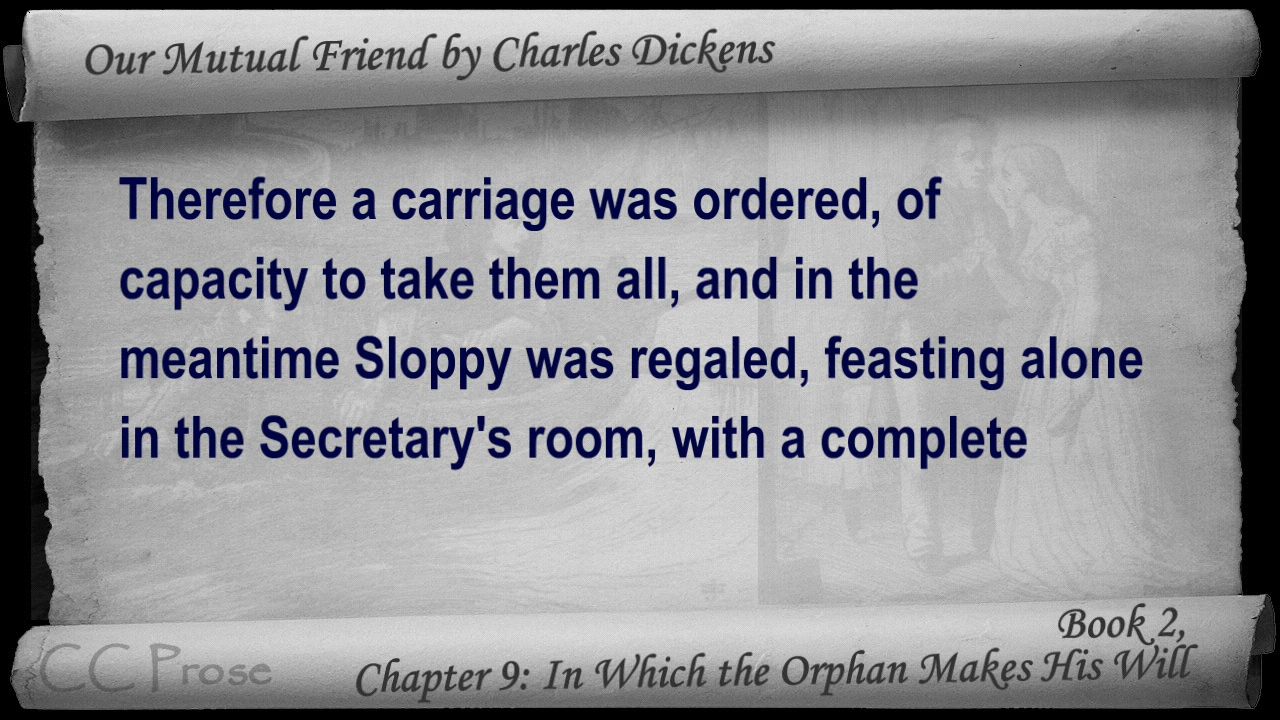 Our Mutual Friend by Charles Dickens
Therefore a carriage was ordered, of
capacity to take them all, and in the
meantime Sloppy was regaled, feasting alone
in the Secretary's room, with a complete
Book 2,
CC Prose
Chapter 9: In Which the Orphan Makes His Will